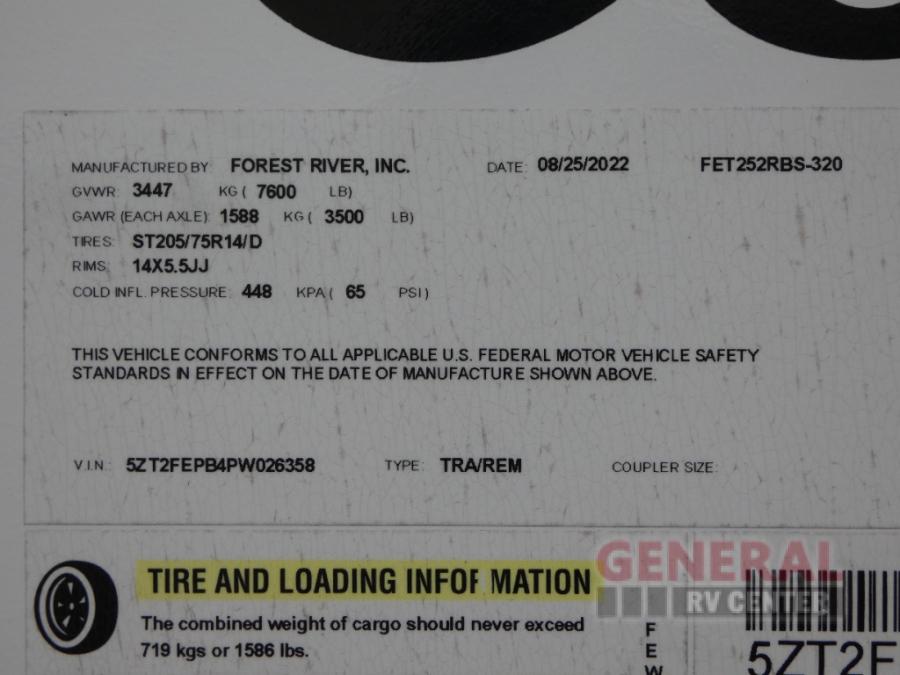 MANUFACTURED BY: FOREST RIVER, INC. DATE: 08/25/2022 FET252RBS-320
GVWR: 3447 KG ( 7600 LB)
GAWR (EACH AXLE): 1588 KG ( 3500 LB)
TIRES: ST205/75R14/D
RIMS: 14X5.5JJ
COLD INFL. PRESSURE: 448 KPA ( 65 PSI )
THIS VEHICLE CONFORMS TO ALL APPLICABLE U.S. FEDERAL MOTOR VEHICLE SAFETY
STANDARDS IN EFFECT ON THE DATE OF MANUFACTURE SHOWN ABOVE.
V.I.N.: 5ZT2FEPB4PW026358 TYPE: TRA/REM COUPLER SIZE:
TIRE AND LOADING INFORMATION
The combined weight of cargo should never exceed
719 kgs or 1586 lbs.
GENERAL
RV CENTER
F
E
W
5ZT2F